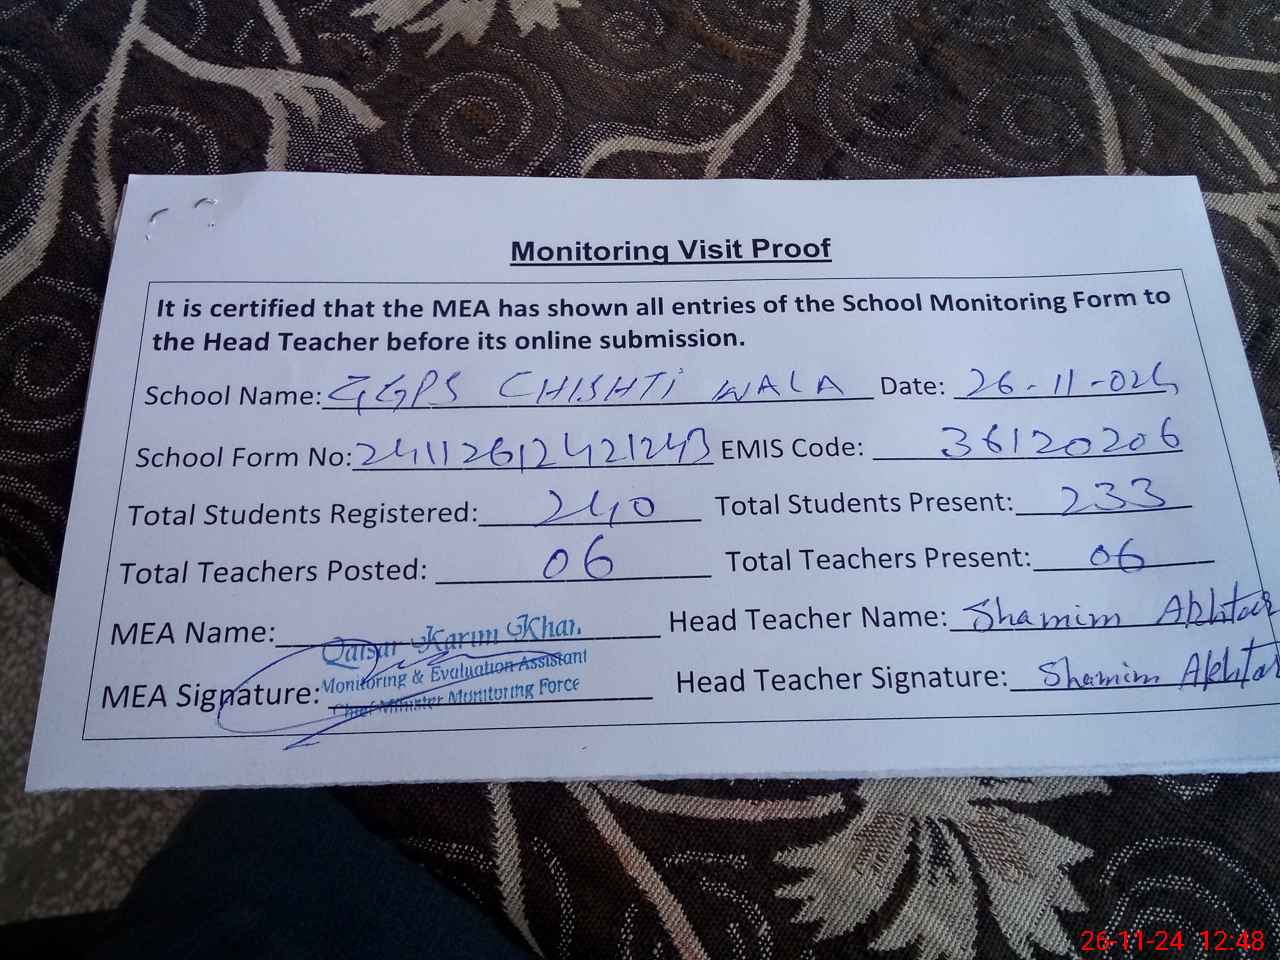 Monitoring Visit Proof
It is certified that the MEA has shown all entries of the School Monitoring Form to
the Head Teacher before its online submission.
School Name: GGPS CHISHTI WALA Date: 26-11-024
School Form No: 241126124421243 EMIS Code: 36120206
Total Students Registered: 240 Total Students Present: 233
Total Teachers Posted: 06 Total Teachers Present: 06
MEA Name: Qaisar Karim Khan Head Teacher Name: Shamim Akhtar
Monitoring & Evaluation Assistant
MEA Signature: Chief Minister Monitoring Force Head Teacher Signature: Shamim Akhtar
26-11-24 12:48